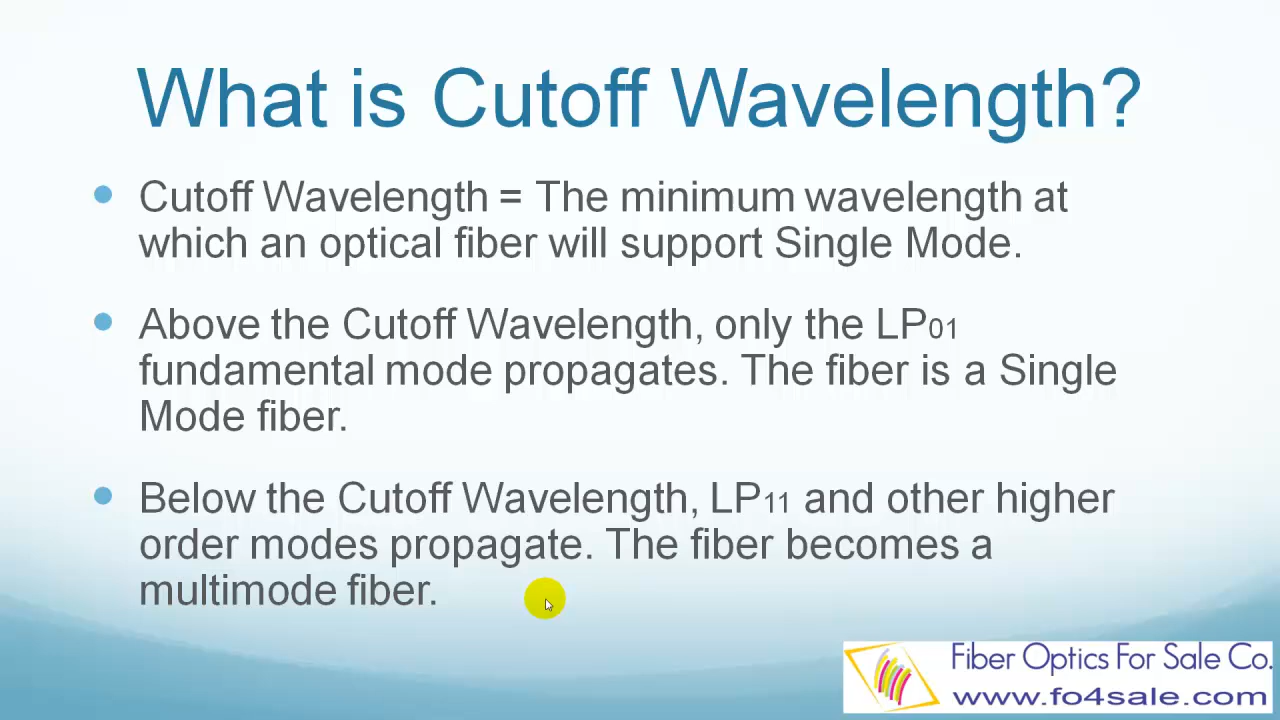 What is Cutoff Wavelength?
Cutoff Wavelength = The minimum wavelength at
which an optical fiber will support Single Mode.
Above the Cutoff Wavelength, only the LP01
fundamental mode propagates. The fiber is a Single
Mode fiber.
Below the Cutoff Wavelength, LP11 and other higher
order modes propagate. The fiber becomes a
multimode fiber.
Fiber Optics For Sale Co.
www.fo4sale.com